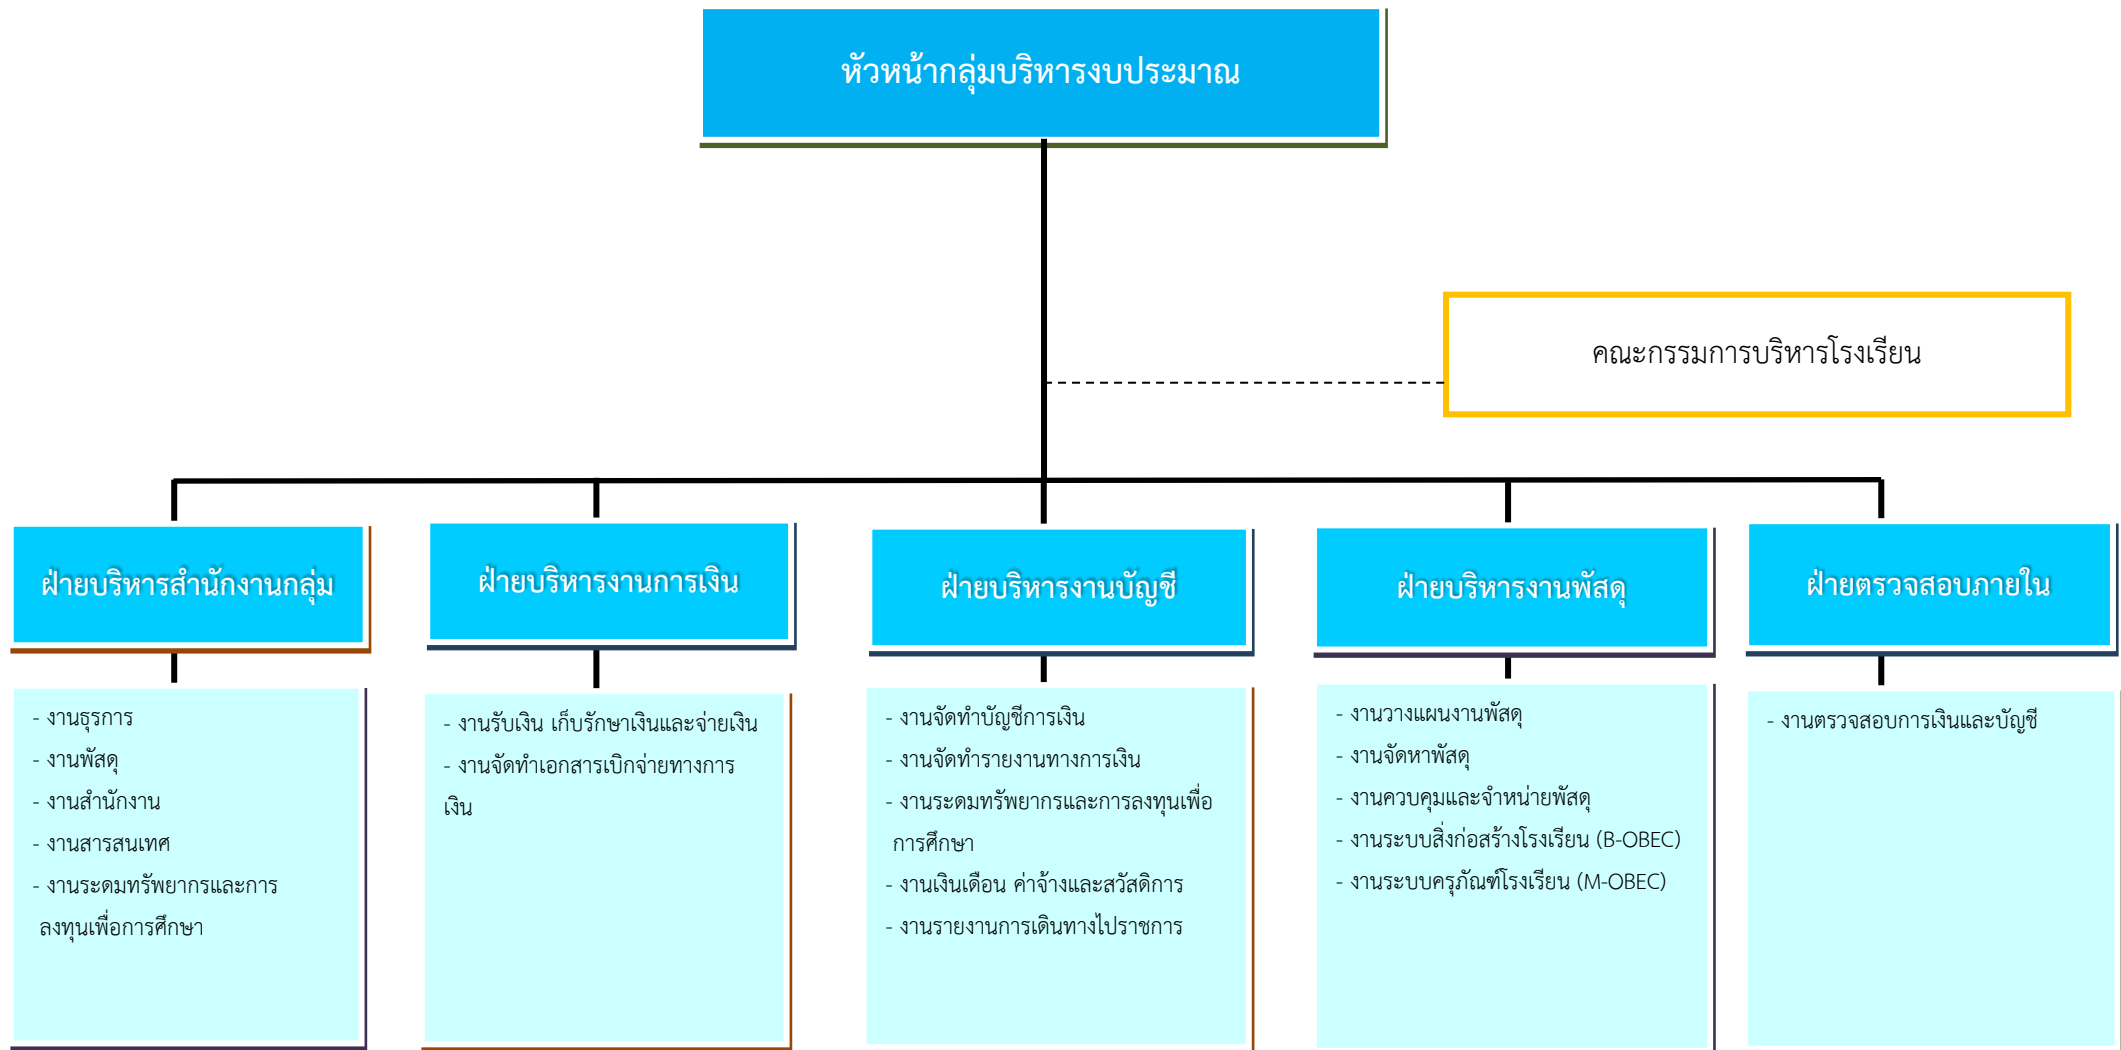 หัวหน้ากลุ่มบริหารงบประมาณ
คณะกรรมการบริหารโรงเรียน
ฝ่ายบริหารสำนักงานกลุ่ม
- งานธุรการ
- งานพัสดุ
- งานสำนักงาน
- งานสารสนเทศ
- งานระดมทรัพยากรและการ
ลงทุนเพื่อการศึกษา
ฝ่ายบริหารงานการเงิน
- งานรับเงิน เก็บรักษาเงินและจ่ายเงิน
- งานจัดทำเอกสารเบิกจ่ายทางการ
เงิน
ฝ่ายบริหารงานบัญชี
- งานจัดทำบัญชีการเงิน
- งานจัดทำรายงานทางการเงิน
- งานระดมทรัพยากรและการลงทุนเพื่อ
การศึกษา
- งานเงินเดือน ค่าจ้างและสวัสดิการ
- งานรายงานการเดินทางไปราชการ
ฝ่ายบริหารงานพัสดุ
- งานวางแผนงานพัสดุ
- งานจัดหาพัสดุ
- งานควบคุมและจำหน่ายพัสดุ
- งานระบบสิ่งก่อสร้างโรงเรียน (B-OBEC)
- งานระบบครุภัณฑ์โรงเรียน (M-OBEC)
ฝ่ายตรวจสอบภายใน
- งานตรวจสอบการเงินและบัญชี